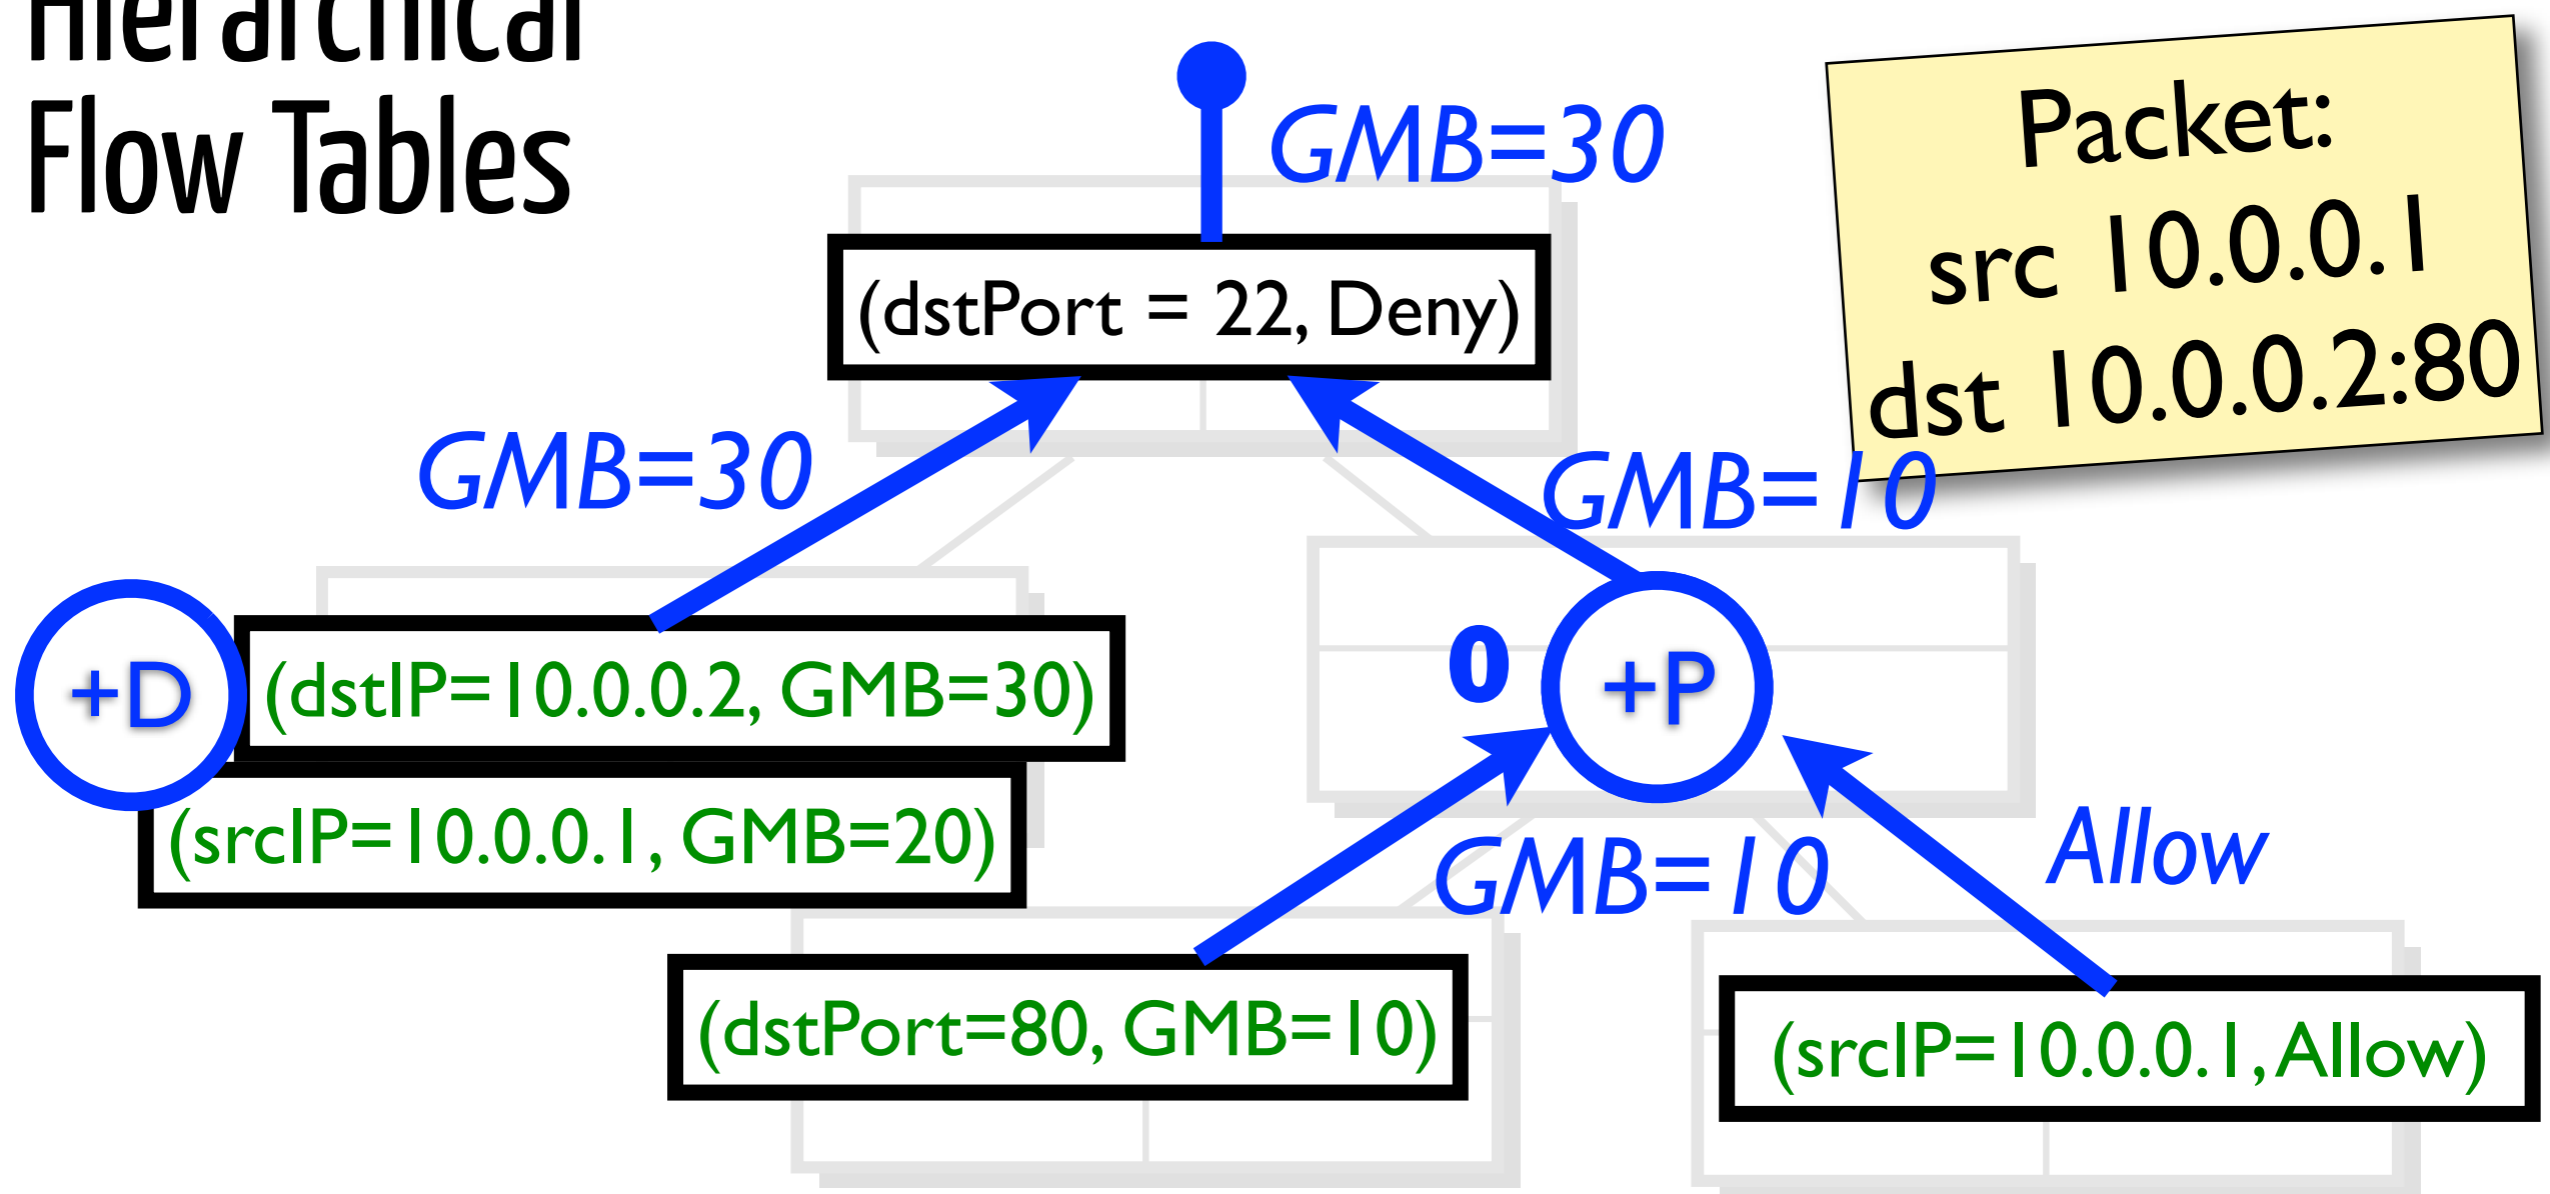 Hierarchical
Flow Tables
GMB=30
Packet:
src 10.0.0.1
dst 10.0.0.2:80
(dstPort = 22, Deny)
GMB=30
GMB=10
+D
(dstIP=10.0.0.2, GMB=30)
0
+P
(srcIP=10.0.0.1, GMB=20)
GMB=10
Allow
(dstPort=80, GMB=10)
(srcIP=10.0.0.1, Allow)